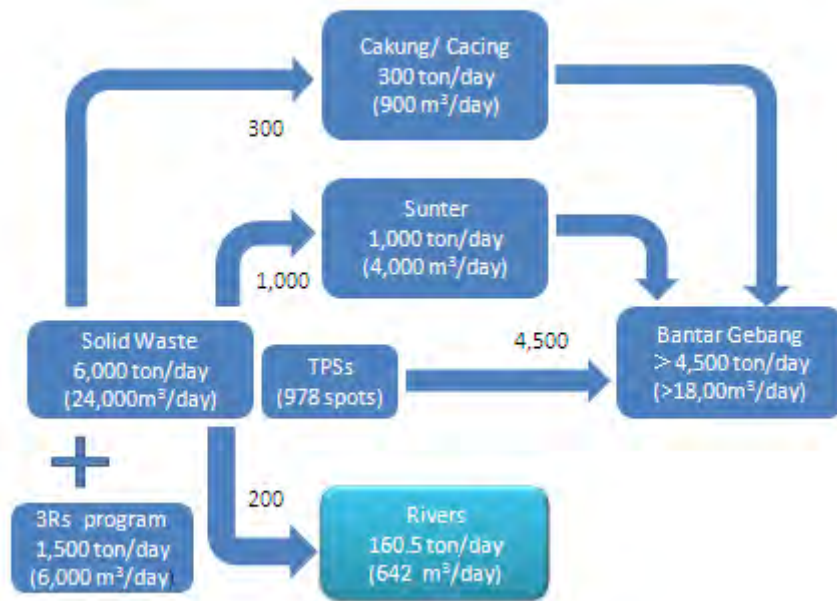 Cakung/ Cacing
300 ton/day
(900 m³/day)
300
Sunter
1,000 ton/day
(4,000 m³/day)
1,000
Solid Waste
6,000 ton/day
(24,000m³/day)
TPSs
(978 spots)
4,500
Bantar Gebang
＞4,500 ton/day
(>18,00m³/day)
3Rs program
1,500 ton/day
(6,000 m³/day)
200
Rivers
160.5 ton/day
(642 m³/day)